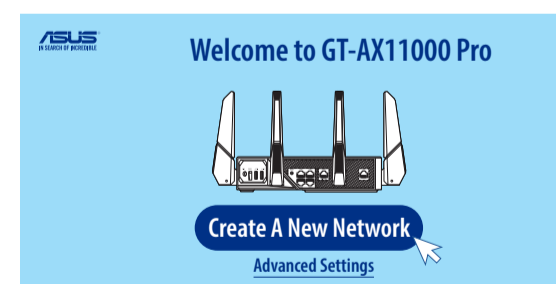 ASUS
IN SEARCH OF INCREDIBLE
Welcome to GT-AX11000 Pro
Create A New Network
Advanced Settings